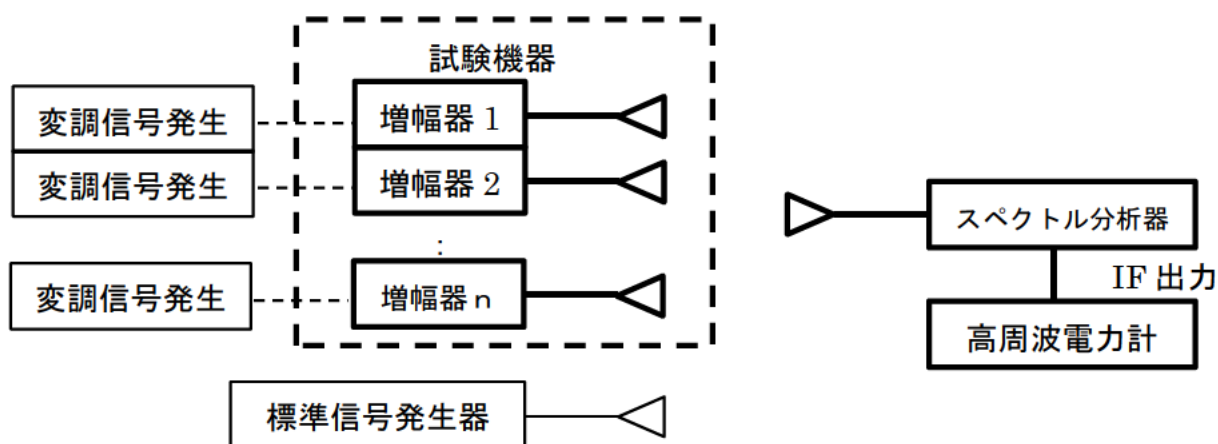 試験機器
変調信号発生
増幅器 1
変調信号発生
増幅器 2
:
変調信号発生
増幅器 n
標準信号発生器
スペクトル分析器
IF 出力
高周波電力計